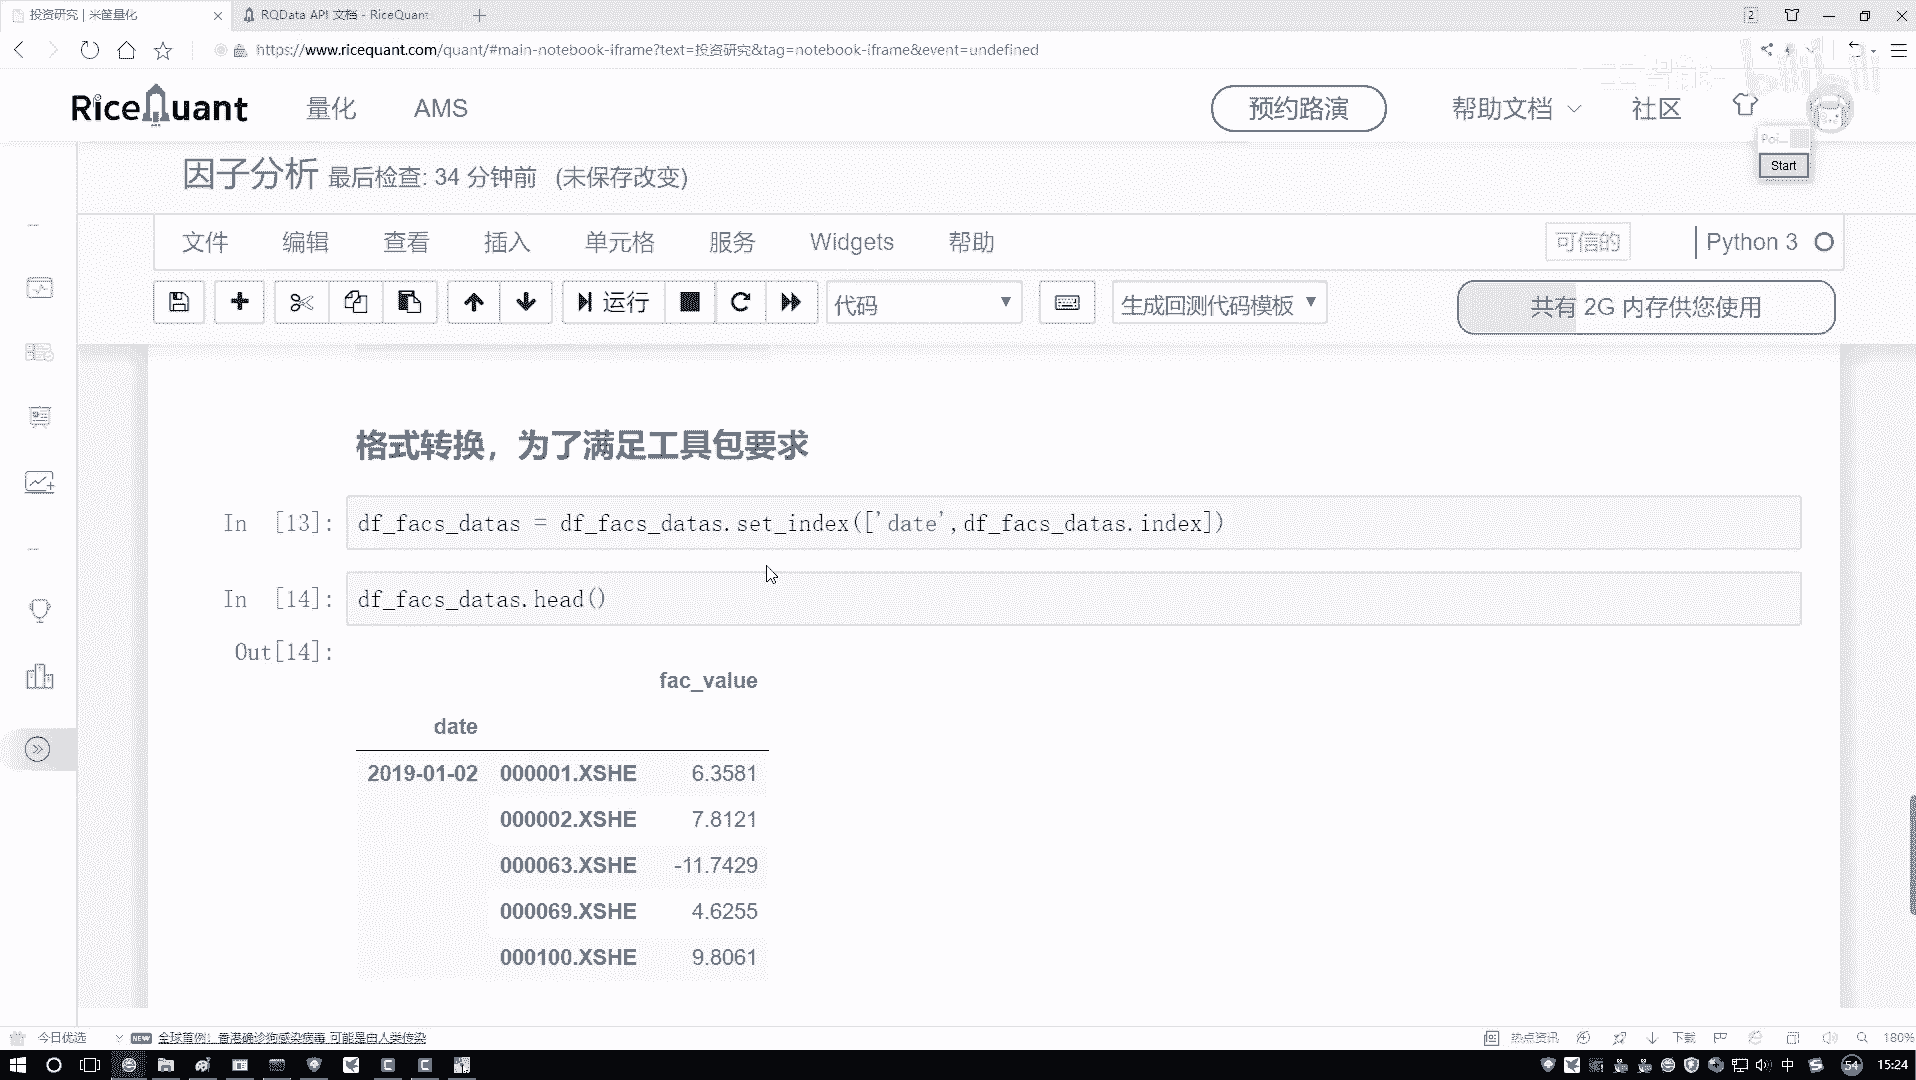 投资研究 | 米筐量化
RQData API 文档 - RiceQuant
2
https://www.ricequant.com/quant/#main-notebook-iframe?text=投资研究&tag=notebook-iframe&event=undefined
bilibili
RiceQuant
量化
AMS
预约路演
帮助文档
社区
Poi...
Start
因子分析 最后检查: 34 分钟前 (未保存改变)
文件 编辑 查看 插入 单元格 服务 Widgets 帮助
可信的
Python 3
运行
代码
生成回测代码模板
共有 2G 内存供您使用
格式转换，为了满足工具包要求
In [13]: df_facs_datas = df_facs_datas.set_index(['date',df_facs_datas.index])
In [14]: df_facs_datas.head()
Out[14]:
fac_value
date
2019-01-02 000001.XSHE 6.3581
000002.XSHE 7.8121
000063.XSHE -11.7429
000069.XSHE 4.6255
000100.XSHE 9.8061
今日优选
NEW
全球首例！香港确诊狗感染病毒 可能是由人类传染
热点资讯
下载
180%
中
54
15:24